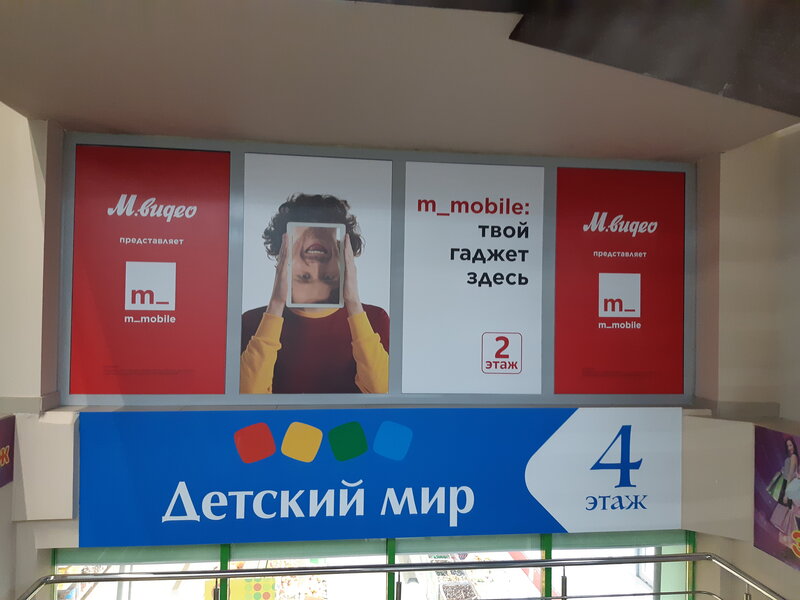 М.видео
представляет
m_
m_mobile
m_mobile:
твой
гаджет
здесь
2
этаж
М.видео
представляет
m_
m_mobile
Детский мир
4
этаж